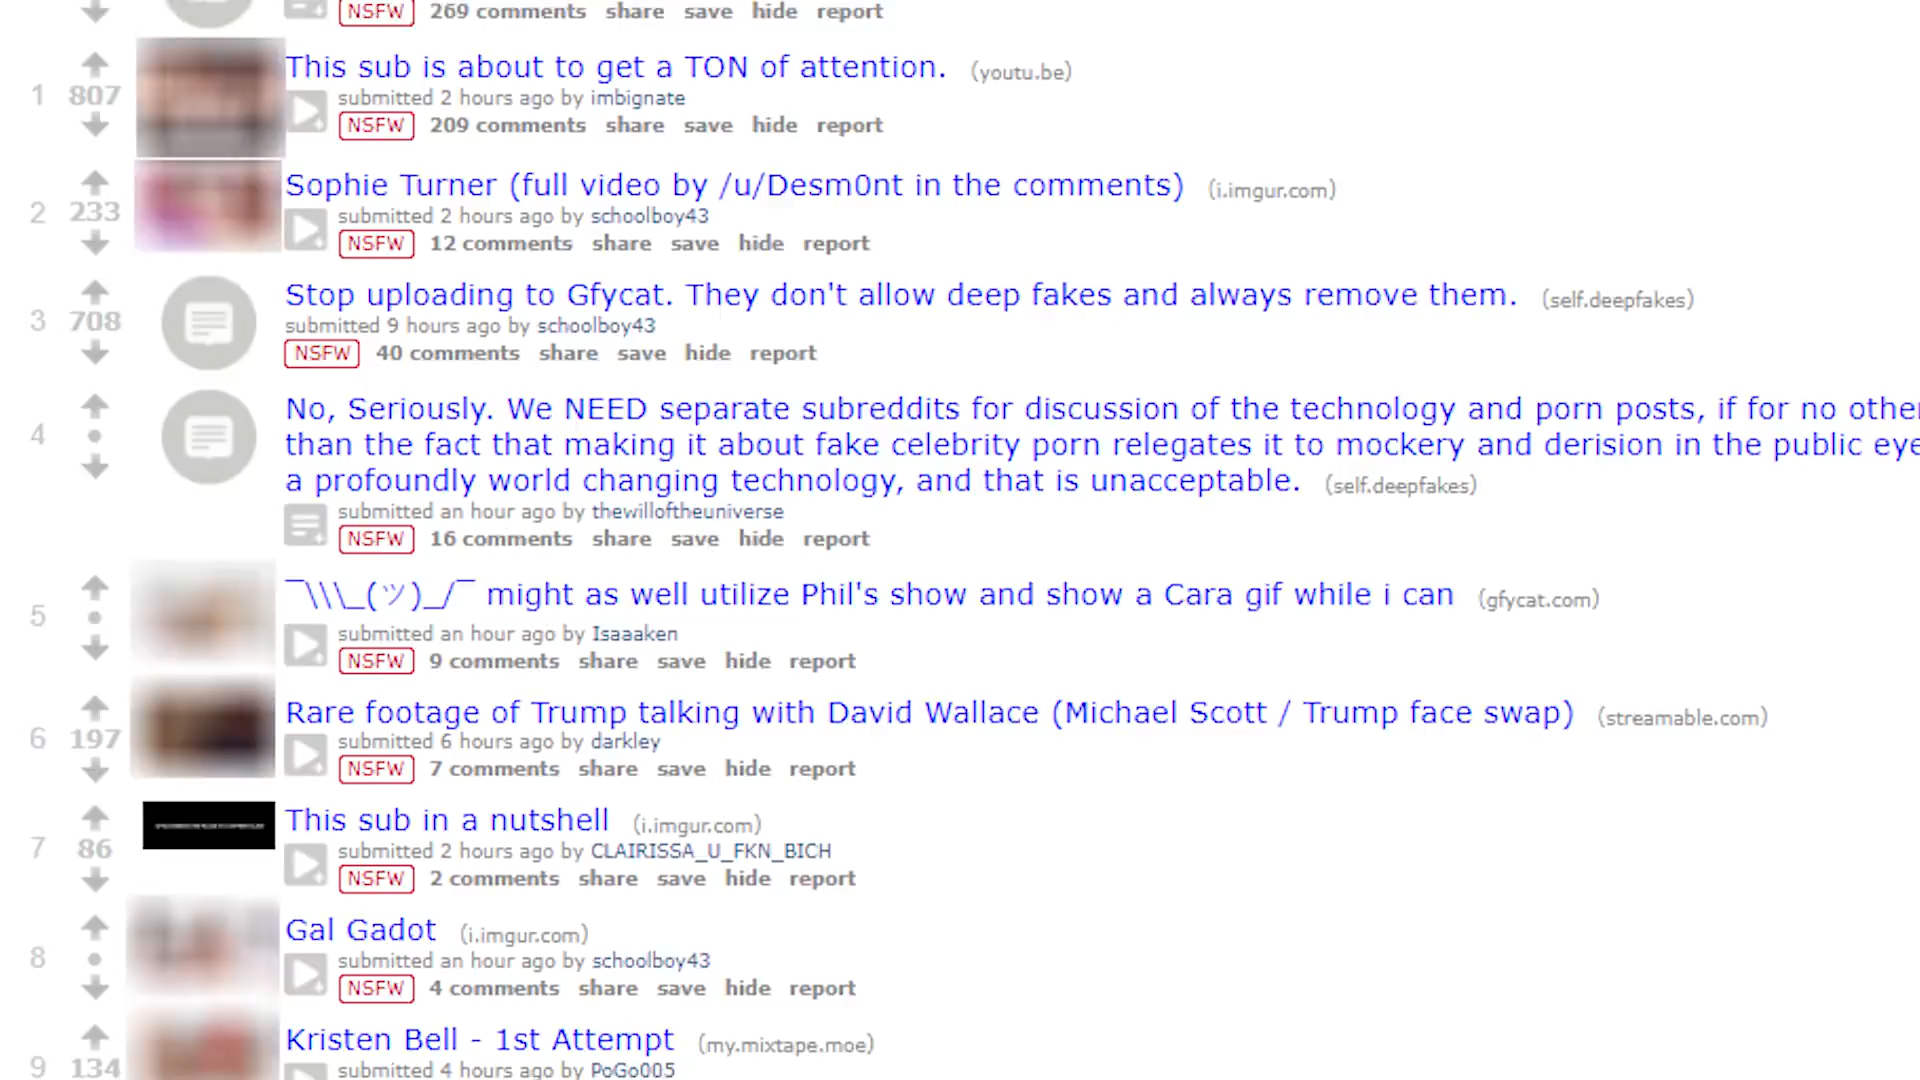 NSFW 269 comments share save hide report
This sub is about to get a TON of attention. (youtu.be)
1 807 submitted 2 hours ago by imbignate
NSFW 209 comments share save hide report
Sophie Turner (full video by /u/Desm0nt in the comments) (i.imgur.com)
2 233 submitted 2 hours ago by schoolboy43
NSFW 12 comments share save hide report
Stop uploading to Gfycat. They don't allow deep fakes and always remove them. (self.deepfakes)
3 708 submitted 9 hours ago by schoolboy43
NSFW 40 comments share save hide report
No, Seriously. We NEED separate subreddits for discussion of the technology and porn posts, if for no other
4 • than the fact that making it about fake celebrity porn relegates it to mockery and derision in the public eye
a profoundly world changing technology, and that is unacceptable. (self.deepfakes)
submitted an hour ago by thewilloftheuniverse
NSFW 16 comments share save hide report
¯\\\_(ツ)_/¯ might as well utilize Phil's show and show a Cara gif while i can (gfycat.com)
5 • submitted an hour ago by Isaaaken
NSFW 9 comments share save hide report
Rare footage of Trump talking with David Wallace (Michael Scott / Trump face swap) (streamable.com)
6 197 submitted 6 hours ago by darkley
NSFW 7 comments share save hide report
This sub in a nutshell (i.imgur.com)
7 86 submitted 2 hours ago by CLAIRISSA_U_FKN_BICH
NSFW 2 comments share save hide report
Gal Gadot (i.imgur.com)
8 • submitted an hour ago by schoolboy43
NSFW 4 comments share save hide report
Kristen Bell - 1st Attempt (my.mixtape.moe)
9 134 submitted 4 hours ago by PoGo005